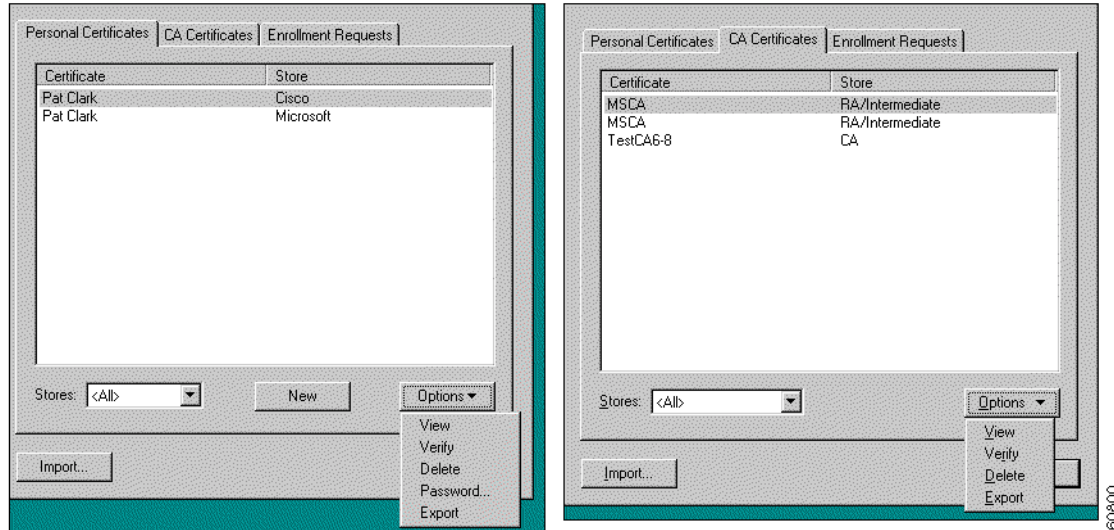 Personal Certificates CA Certificates Enrollment Requests
Certificate Store
Pat Clark Cisco
Pat Clark Microsoft
Stores: <All> New Options
View
Verify
Delete
Password...
Export
Import...
Personal Certificates CA Certificates Enrollment Requests
Certificate Store
MSCA RA/Intermediate
MSCA RA/Intermediate
TestCA6-8 CA
Stores: <All> Options
View
Verify
Delete
Export
Import...